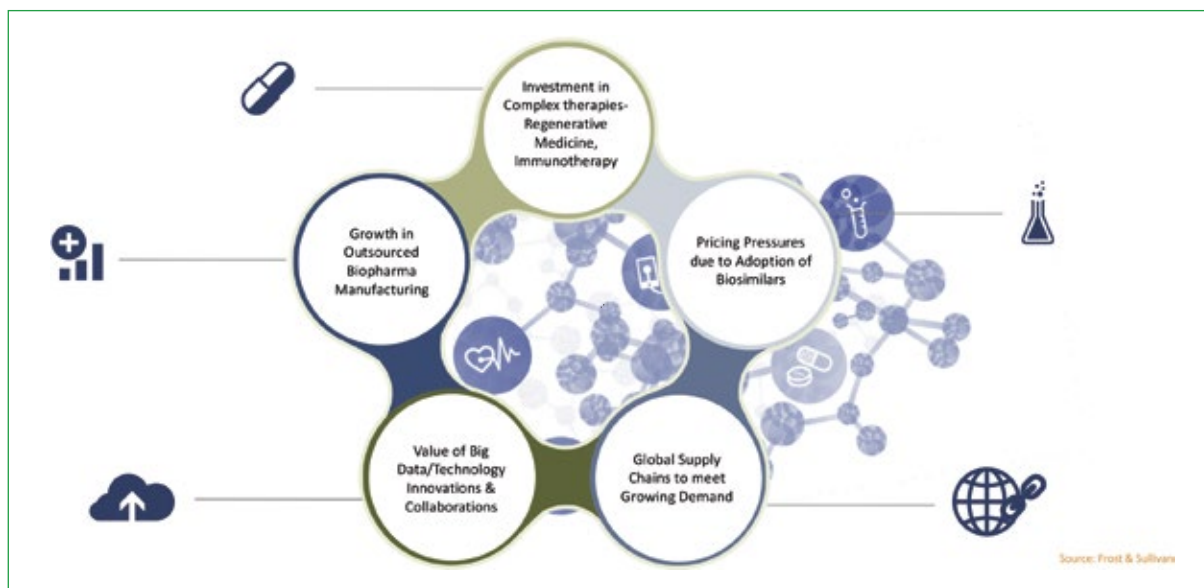 Investment in
Complex therapies-
Regenerative
Medicine,
Immunotherapy
Growth in
Outsourced
Biopharma
Manufacturing
Pricing Pressures
due to Adoption of
Biosimilars
Value of Big
Data/Technology
Innovations &
Collaborations
Global Supply
Chains to meet
Growing Demand
Source: Frost & Sullivan